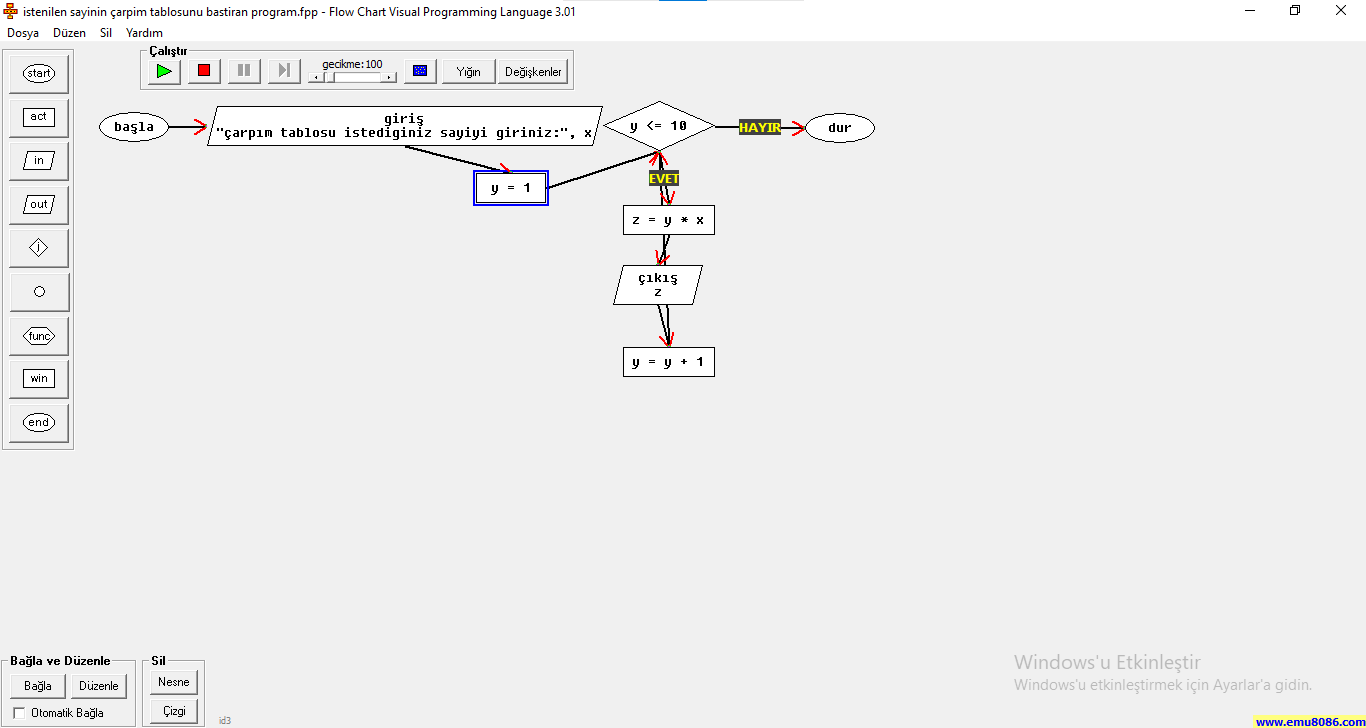 istenilen sayinin çarpim tablosunu bastiran program.fpp - Flow Chart Visual Programming Language 3.01
Dosya Düzen Sil Yardım
Çalıştır
gecikme:100
Yığın
Değişkenler
start
act
in
out
j
func
win
end
başla
giriş
"çarpım tablosu istediginiz sayiyi giriniz:", x
y = 1
y <= 10
HAYIR
dur
EVET
z = y * x
çıkış
z
y = y + 1
Bağla ve Düzenle
Bağla
Düzenle
Otomatik Bağla
Sil
Nesne
Çizgi
id3
Windows'u Etkinleştir
Windows'u etkinleştirmek için Ayarlar'a gidin.
www.emu8086.com